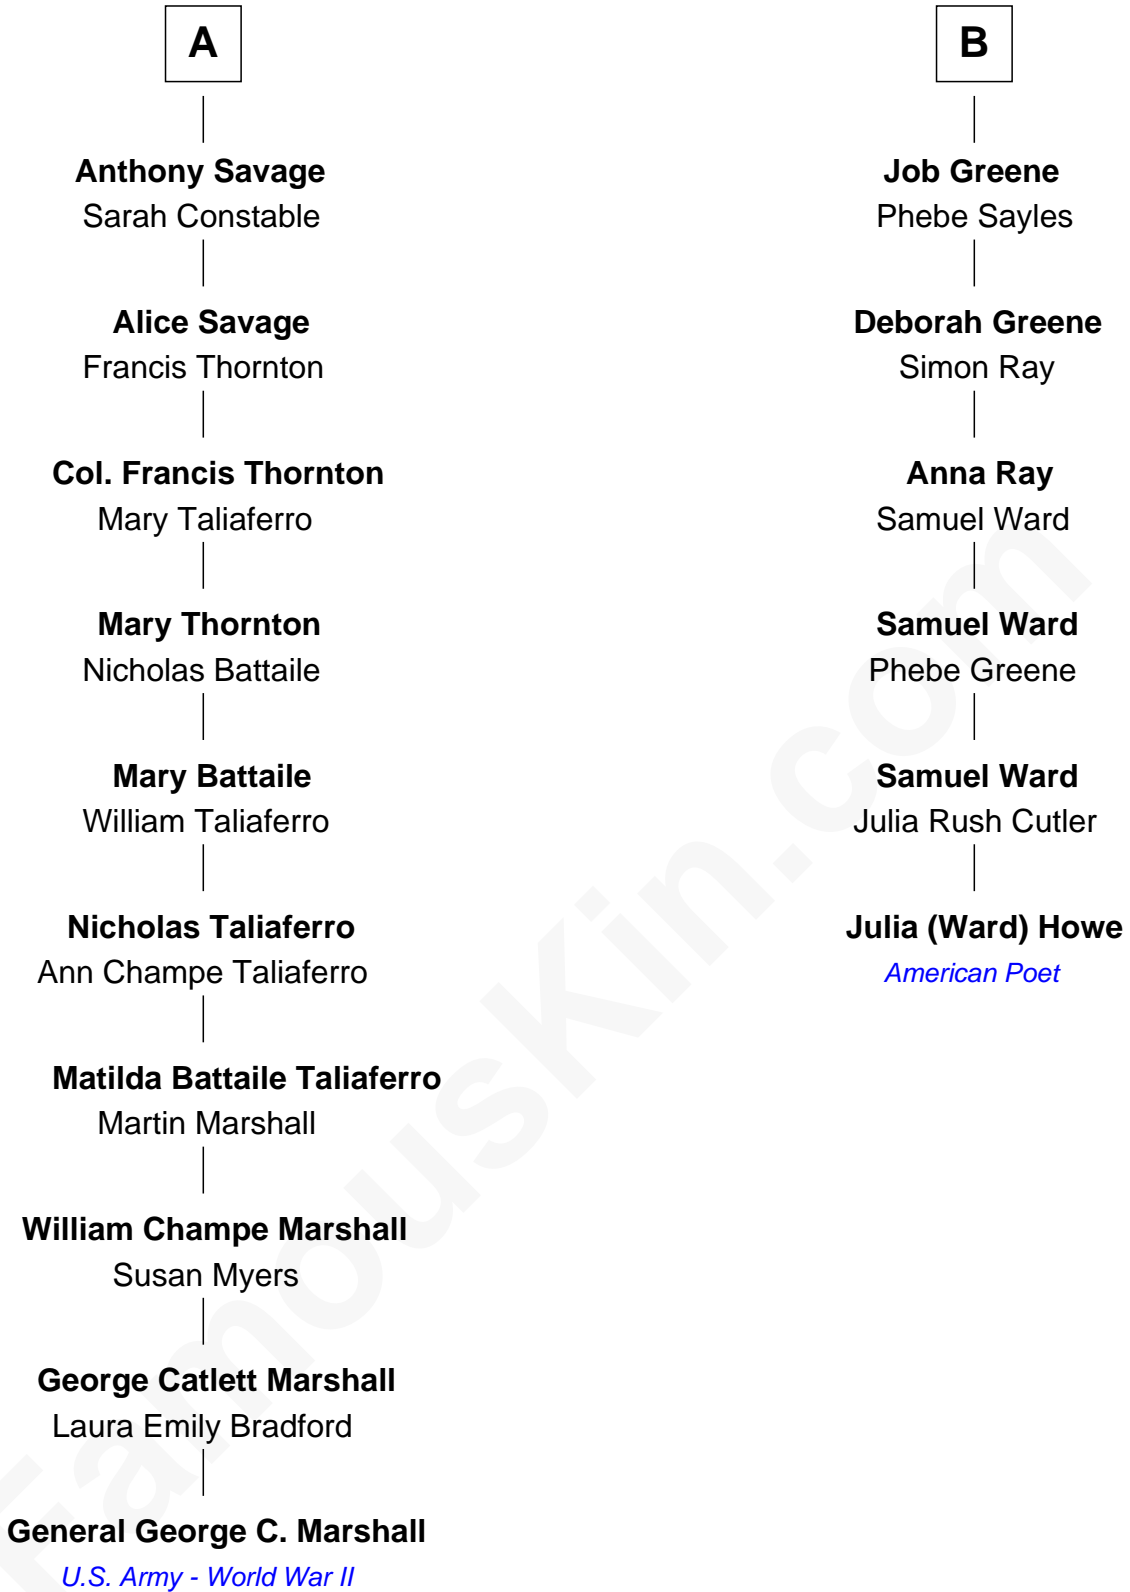 A
Anthony Savage
Sarah Constable
Alice Savage
Francis Thornton
Col. Francis Thornton
Mary Taliaferro
Mary Thornton
Nicholas Battaile
Mary Battaile
William Taliaferro
Nicholas Taliaferro
Ann Champe Taliaferro
Matilda Battaile Taliaferro
Martin Marshall
William Champe Marshall
Susan Myers
George Catlett Marshall
Laura Emily Bradford
General George C. Marshall
U.S. Army - World War II
B
Job Greene
Phebe Sayles
Deborah Greene
Simon Ray
Anna Ray
Samuel Ward
Samuel Ward
Phebe Greene
Samuel Ward
Julia Rush Cutler
Julia (Ward) Howe
American Poet
FamousKin.com